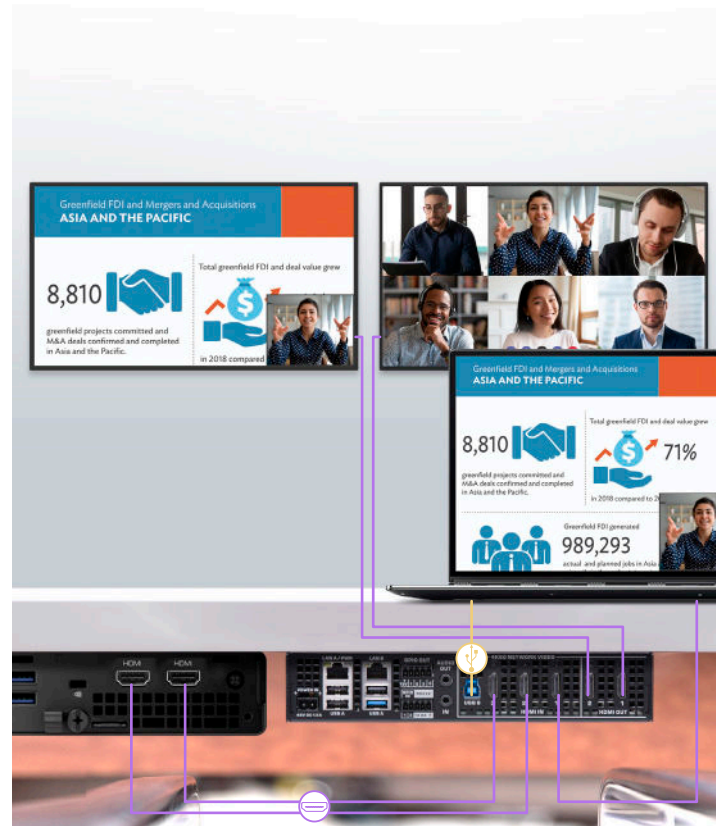 Greenfield FDI and Mergers and Acquisitions
ASIA AND THE PACIFIC
8,810
greenfield projects committed and
M&A deals confirmed and completed
in Asia and the Pacific.
Total greenfield FDI and deal value grew
in 2018 compared
Greenfield FDI and Mergers and Acquisitions
ASIA AND THE PACIFIC
8,810
greenfield projects committed and
M&A deals confirmed and completed
in Asia and the Pacific.
Total greenfield FDI and deal value grew
71%
in 2018 compared to 2
Greenfield FDI generated
989,293
actual and planned jobs in Asia
HDMI
HDMI
LAN B
AUDIO
OUT
IN
POWER IN
USB A
USB A
USB B
HDMI IN
HDMI OUT
2
1